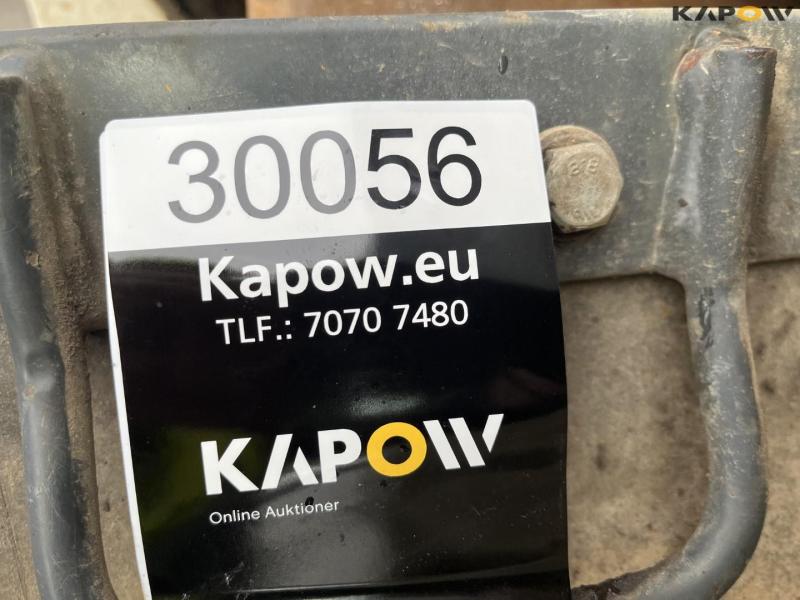 KAPOW
30056
Kapow.eu
TLF.: 7070 7480
KAPOW
Online Auktioner